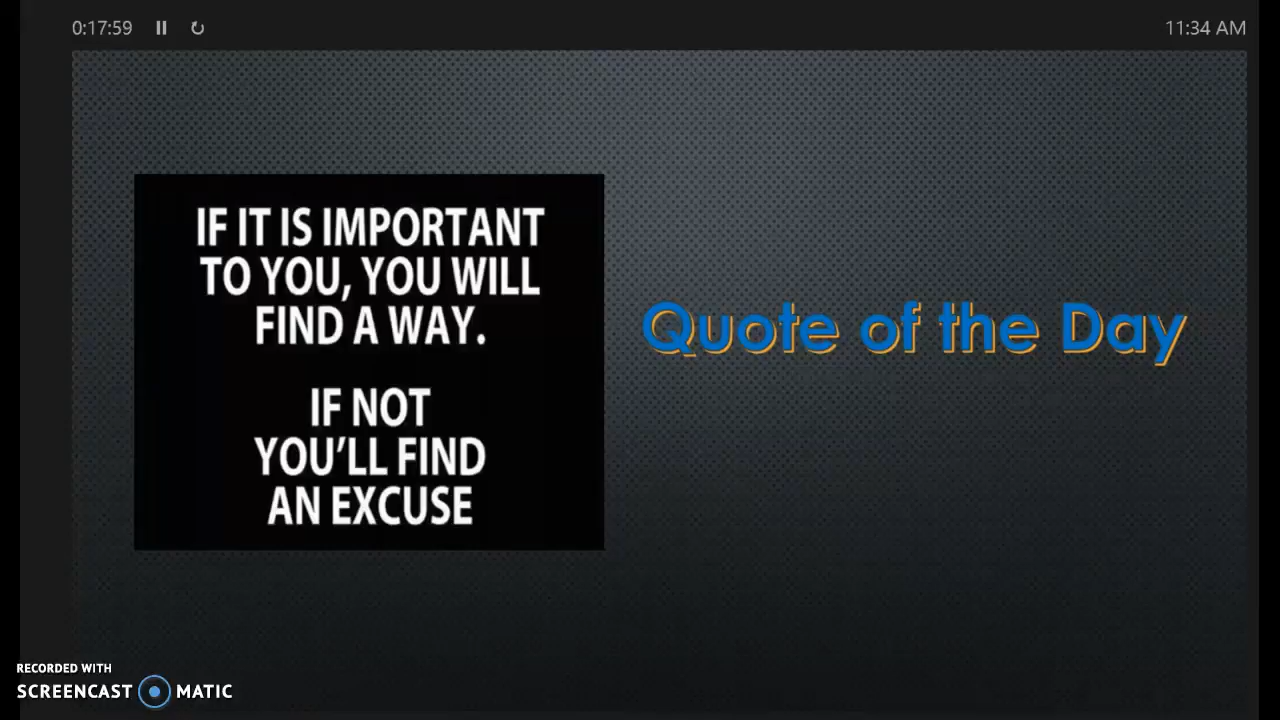 0:17:59
11:34 AM
IF IT IS IMPORTANT
TO YOU, YOU WILL
FIND A WAY.
IF NOT
YOU'LL FIND
AN EXCUSE
Quote of the Day
RECORDED WITH
SCREENCAST MATIC